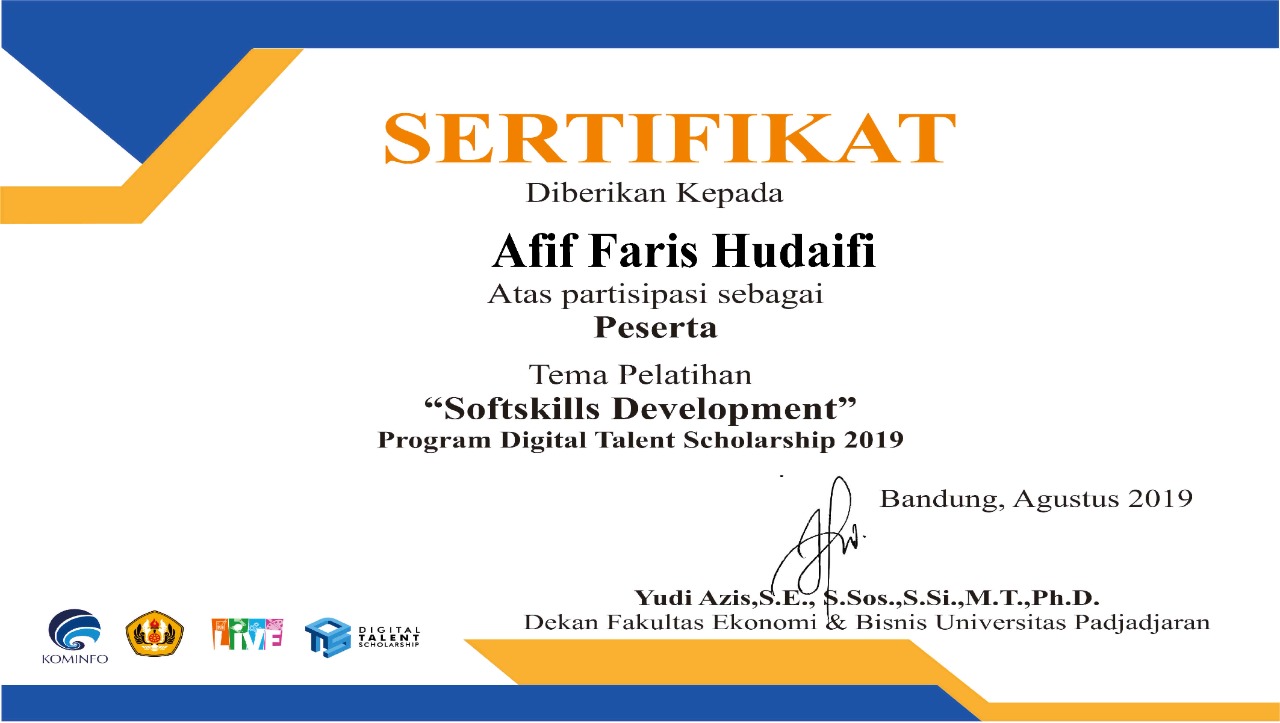 SERTIFIKAT
Diberikan Kepada
Afif Faris Hudaifi
Atas partisipasi sebagai
Peserta
Tema Pelatihan
“Softskills Development”
Program Digital Talent Scholarship 2019
Bandung, Agustus 2019
Yudi Azis,S.E., S.Sos.,S.Si.,M.T.,Ph.D.
Dekan Fakultas Ekonomi & Bisnis Universitas Padjadjaran
KOMINFO
LIVE
DIGITAL
TALENT
SCHOLARSHIP